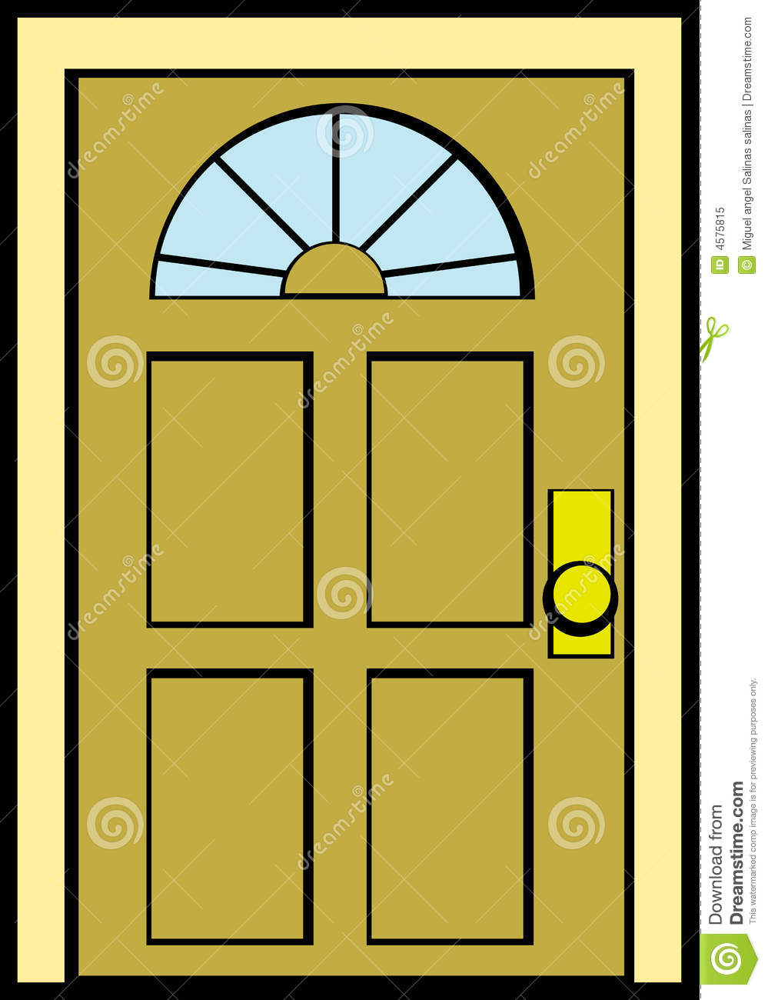 dreamstime
dreamstime
dreamstime
dreamstime
dreamstime
dreamstime
ID 4575815
© Miguel angel Salinas salinas | Dreamstime.com
Download from
Dreamstime.com
This watermarked comp image is for previewing purposes only.